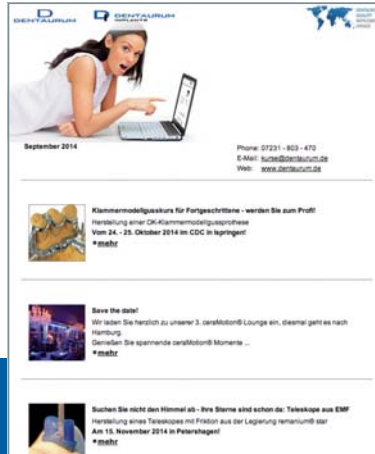 DENTAURUM
DENTAURUM
IMPLANTS
DENTAURUM
QUALITY
WORLDWIDE
UNIQUE
September 2014
Phone: 07231 - 803 - 470
E-Mail: kurse@dentaurum.de
Web: www.dentaurum.de
Klammermodellgusskurs für Fortgeschrittene - werden Sie zum Profi!
Herstellung einer OK-Klammermodellgussprothese
Vom 24. - 25. Oktober 2014 im CDC in Ispringen!
mehr
Save the date!
Wir laden Sie herzlich zu unserer 3. ceraMotion® Lounge ein, diesmal geht es nach
Hamburg.
Genießen Sie spannende ceraMotion® Momente ...
mehr
Suchen Sie nicht den Himmel ab - Ihre Sterne sind schon da: Teleskope aus EMF
Herstellung eines Teleskopes mit Friktion aus der Legierung remanium® star
Am 15. November 2014 in Petershagen!
mehr